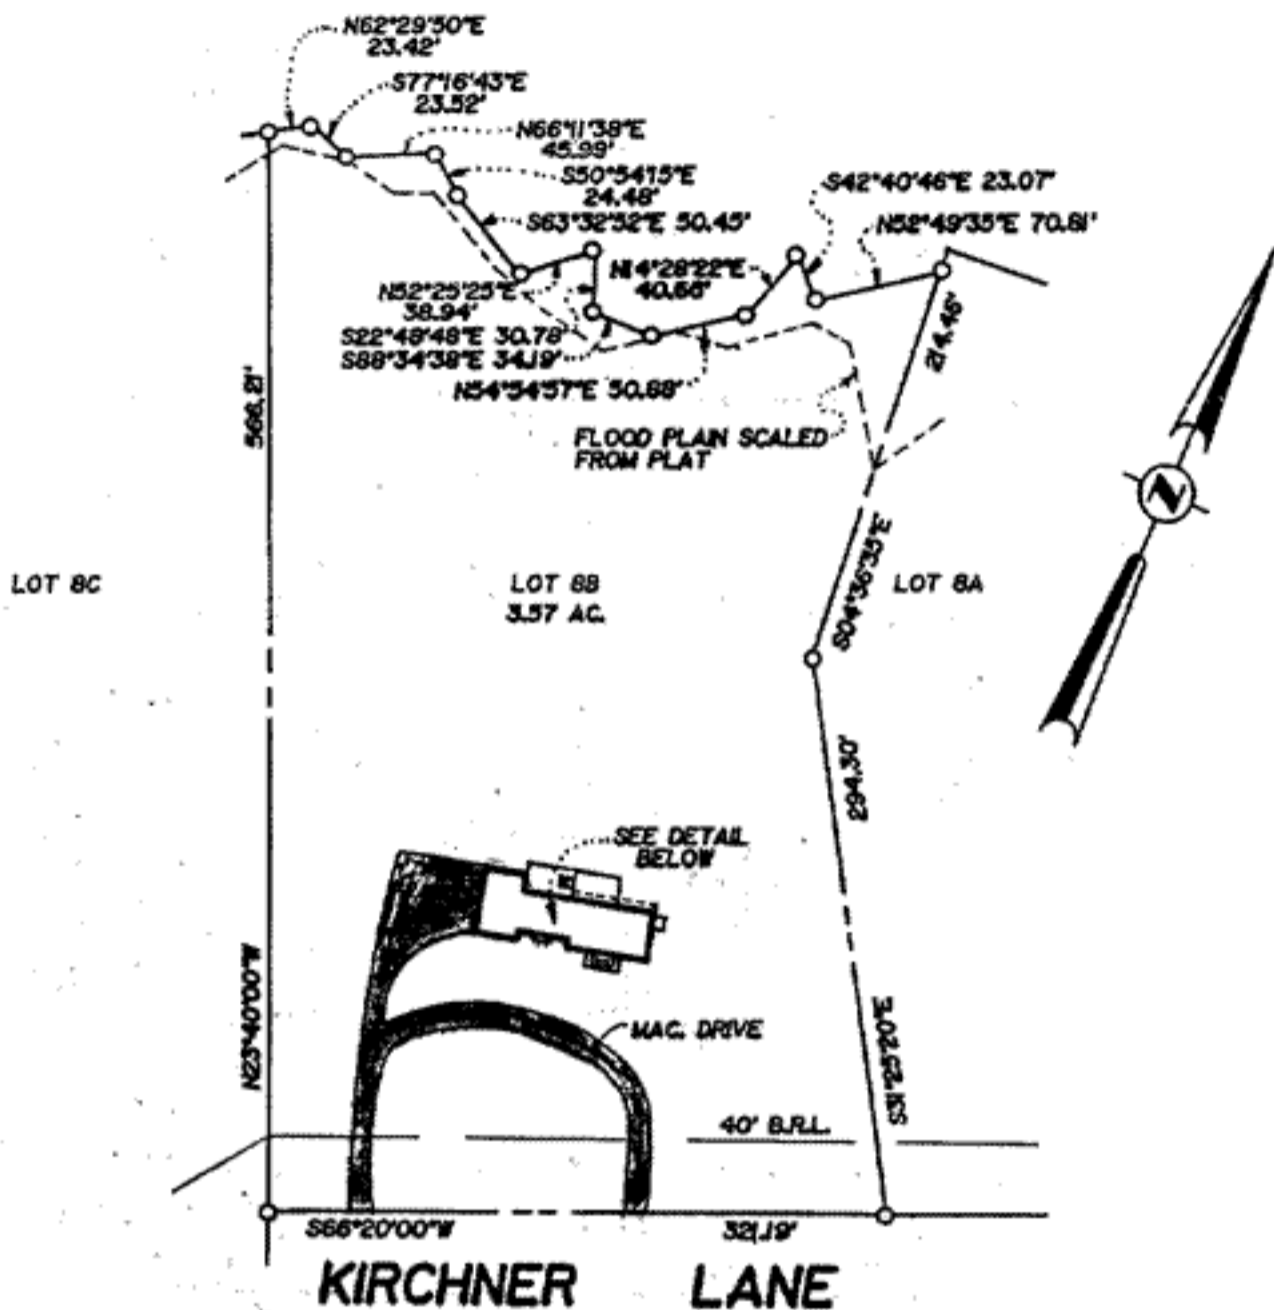 N62°29'50"E
23.42'
S77°16'43"E
23.52'
N66°11'38"E
45.99'
S50°54'15"E
24.48'
S42°40'46"E 23.07'
S63°32'52"E 50.45'
N52°49'35"E 70.81'
N14°28'22"E
40.66'
N52°25'25"E
38.94'
S22°48'48"E 30.78'
S88°34'38"E 34.19'
N54°54'57"E 50.68'
214.46'
566.21'
FLOOD PLAIN SCALED
FROM PLAT
N
S04°36'35"E
LOT 8C
LOT 8B
3.57 AC.
LOT 8A
294.30'
SEE DETAIL
BELOW
N23°40'00"W
MAC. DRIVE
S31°25'20"E
40' B.R.L.
S66°20'00"W
321.19'
KIRCHNER LANE